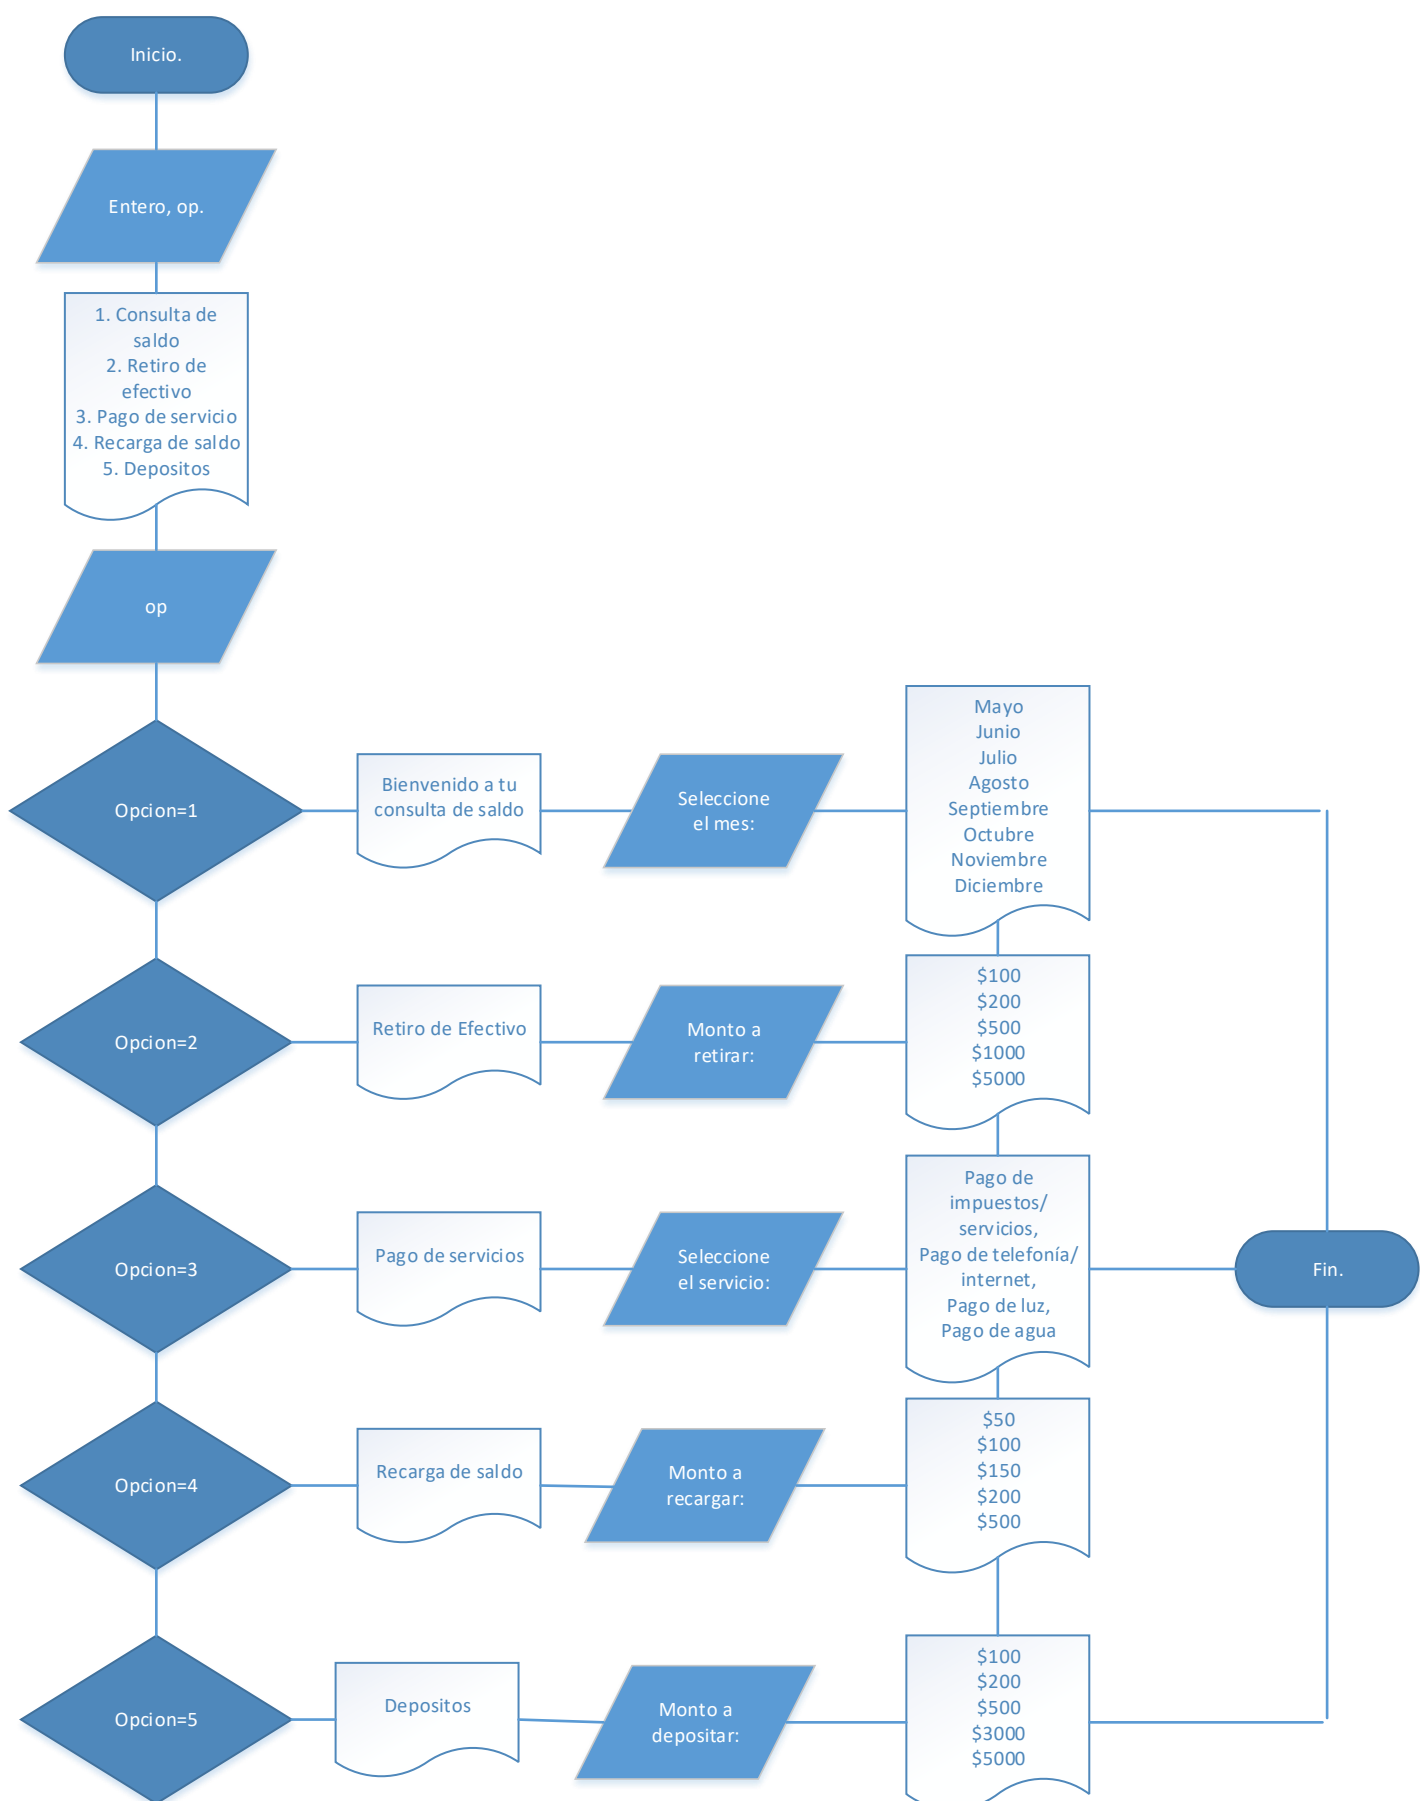 Inicio.
Entero, op.
1. Consulta de
saldo
2. Retiro de
efectivo
3. Pago de servicio
4. Recarga de saldo
5. Depositos
op
Opcion=1
Bienvenido a tu
consulta de saldo
Seleccione
el mes:
Mayo
Junio
Julio
Agosto
Septiembre
Octubre
Noviembre
Diciembre
Opcion=2
Retiro de Efectivo
Monto a
retirar:
$100
$200
$500
$1000
$5000
Opcion=3
Pago de servicios
Seleccione
el servicio:
Pago de
impuestos/
servicios,
Pago de telefonía/
internet,
Pago de luz,
Pago de agua
Fin.
Opcion=4
Recarga de saldo
Monto a
recargar:
$50
$100
$150
$200
$500
Opcion=5
Depositos
Monto a
depositar:
$100
$200
$500
$3000
$5000